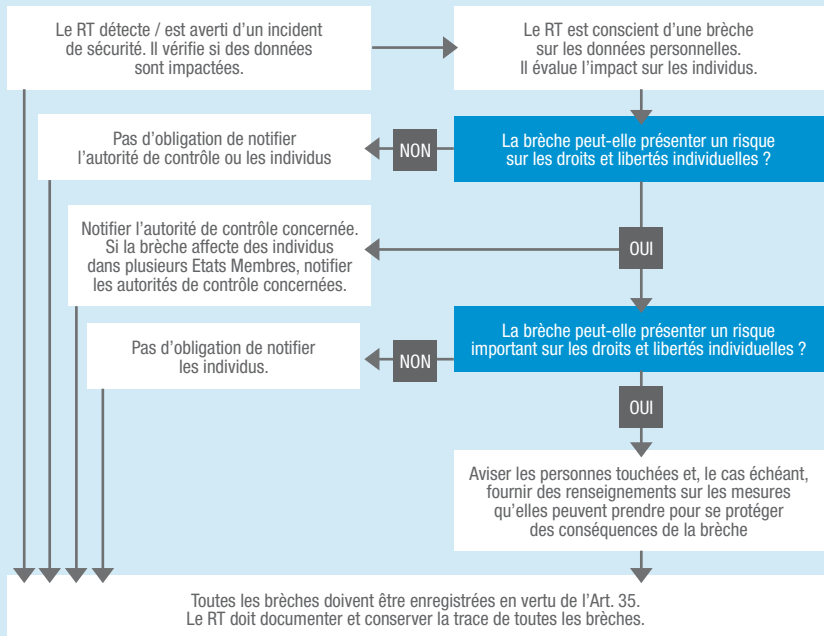 Le RT détecte / est averti d'un incident
de sécurité. Il vérifie si des données
sont impactées.
Le RT est conscient d'une brèche
sur les données personnelles.
Il évalue l'impact sur les individus.
Pas d'obligation de notifier
l'autorité de contrôle ou les individus
NON
La brèche peut-elle présenter un risque
sur les droits et libertés individuelles ?
Notifier l'autorité de contrôle concernée.
Si la brèche affecte des individus
dans plusieurs Etats Membres, notifier
les autorités de contrôle concernées.
OUI
Pas d'obligation de notifier
les individus.
NON
La brèche peut-elle présenter un risque
important sur les droits et libertés individuelles ?
OUI
Aviser les personnes touchées et, le cas échéant,
fournir des renseignements sur les mesures
qu'elles peuvent prendre pour se protéger
des conséquences de la brèche
Toutes les brèches doivent être enregistrées en vertu de l'Art. 35.
Le RT doit documenter et conserver la trace de toutes les brèches.